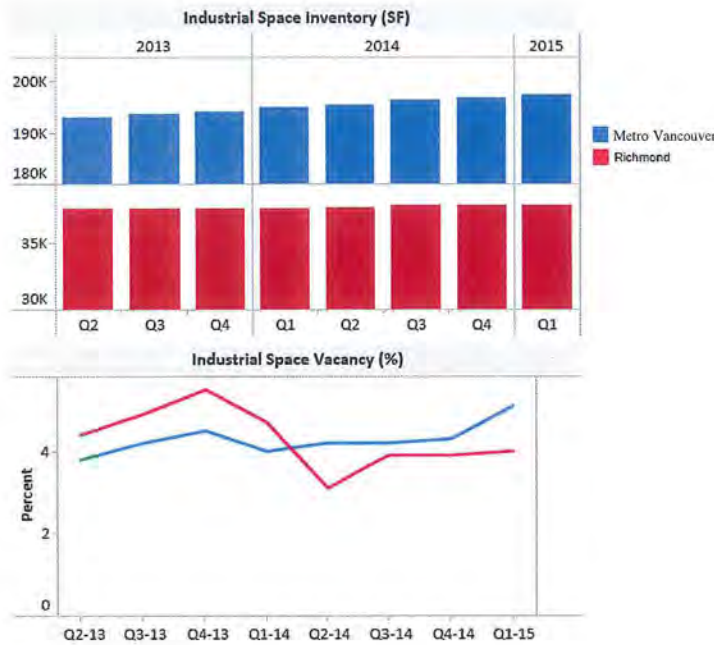 Industrial Space Inventory (SF)
2013 2014 2015
200K
190K
180K
35K
30K
Q2 Q3 Q4 Q1 Q2 Q3 Q4 Q1
Metro Vancouver
Richmond
Industrial Space Vacancy (%)
Percent
4
2
0
Q2-13 Q3-13 Q4-13 Q1-14 Q2-14 Q3-14 Q4-14 Q1-15